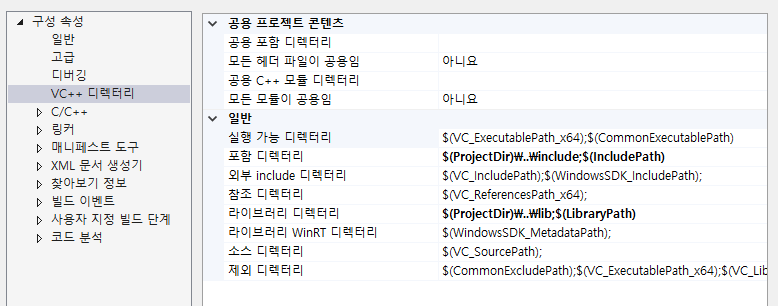 구성 속성
일반
고급
디버깅
VC++ 디렉터리
C/C++
링커
매니페스트 도구
XML 문서 생성기
찾아보기 정보
빌드 이벤트
사용자 지정 빌드 단계
코드 분석
공용 프로젝트 콘텐츠
공용 포함 디렉터리
모든 헤더 파일이 공용임 아니요
공용 C++ 모듈 디렉터리
모든 모듈이 공용임 아니요
일반
실행 가능 디렉터리 $(VC_ExecutablePath_x64);$(CommonExecutablePath)
포함 디렉터리 $(ProjectDir)₩..₩include;$(IncludePath)
외부 include 디렉터리 $(VC_IncludePath);$(WindowsSDK_IncludePath);
참조 디렉터리 $(VC_ReferencesPath_x64);
라이브러리 디렉터리 $(ProjectDir)₩..₩lib;$(LibraryPath)
라이브러리 WinRT 디렉터리 $(WindowsSDK_MetadataPath);
소스 디렉터리 $(VC_SourcePath);
제외 디렉터리 $(CommonExcludePath);$(VC_ExecutablePath_x64);$(VC_Lib